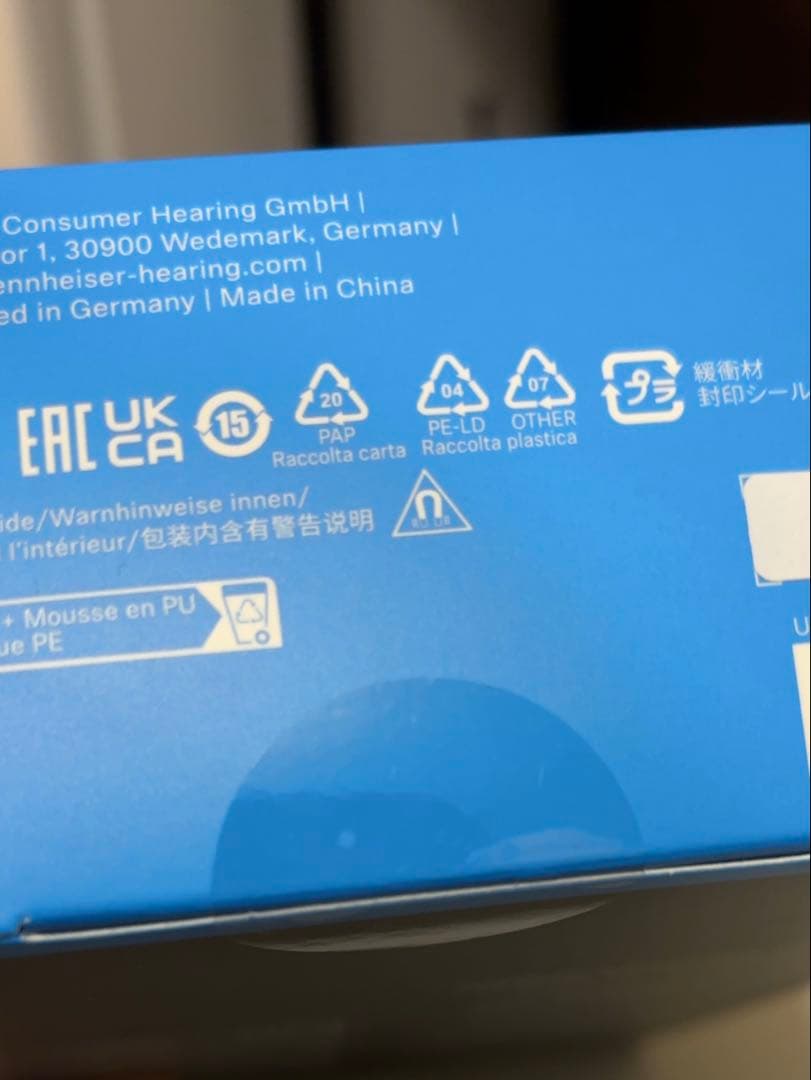 Consumer Hearing GmbH |
or 1, 30900 Wedemark, Germany |
ennheiser-hearing.com |
ed in Germany | Made in China
EAC UK CA 15 20 04 07 プラ 緩衝材
封印シール
PAP PE-LD OTHER
Raccolta carta Raccolta plastica
ide/Warnhinweise innen/
l'intérieur/包装内含有警告说明
+ Mousse en PU
ue PE
U